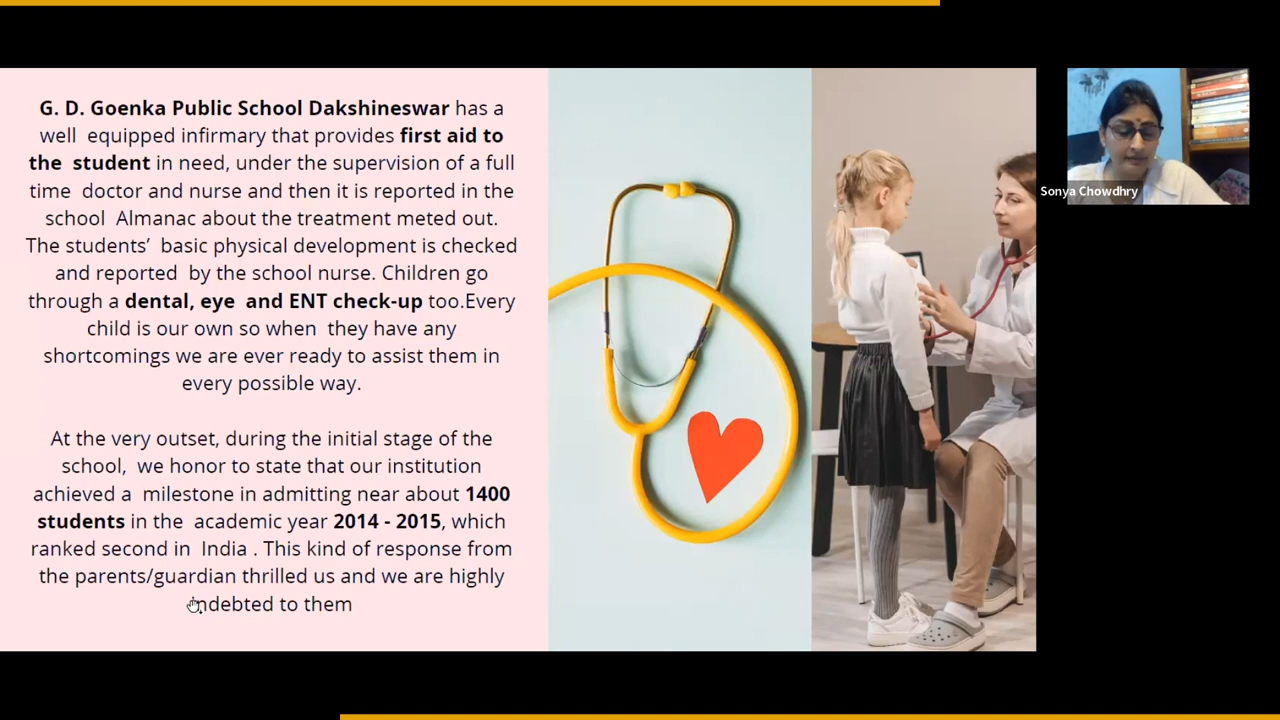 G. D. Goenka Public School Dakshineswar has a
well equipped infirmary that provides first aid to
the student in need, under the supervision of a full
time doctor and nurse and then it is reported in the
school Almanac about the treatment meted out.
The students’ basic physical development is checked
and reported by the school nurse. Children go
through a dental, eye and ENT check-up too.Every
child is our own so when they have any
shortcomings we are ever ready to assist them in
every possible way.
At the very outset, during the initial stage of the
school, we honor to state that our institution
achieved a milestone in admitting near about 1400
students in the academic year 2014 - 2015, which
ranked second in India . This kind of response from
the parents/guardian thrilled us and we are highly
indebted to them
Sonya Chowdhry